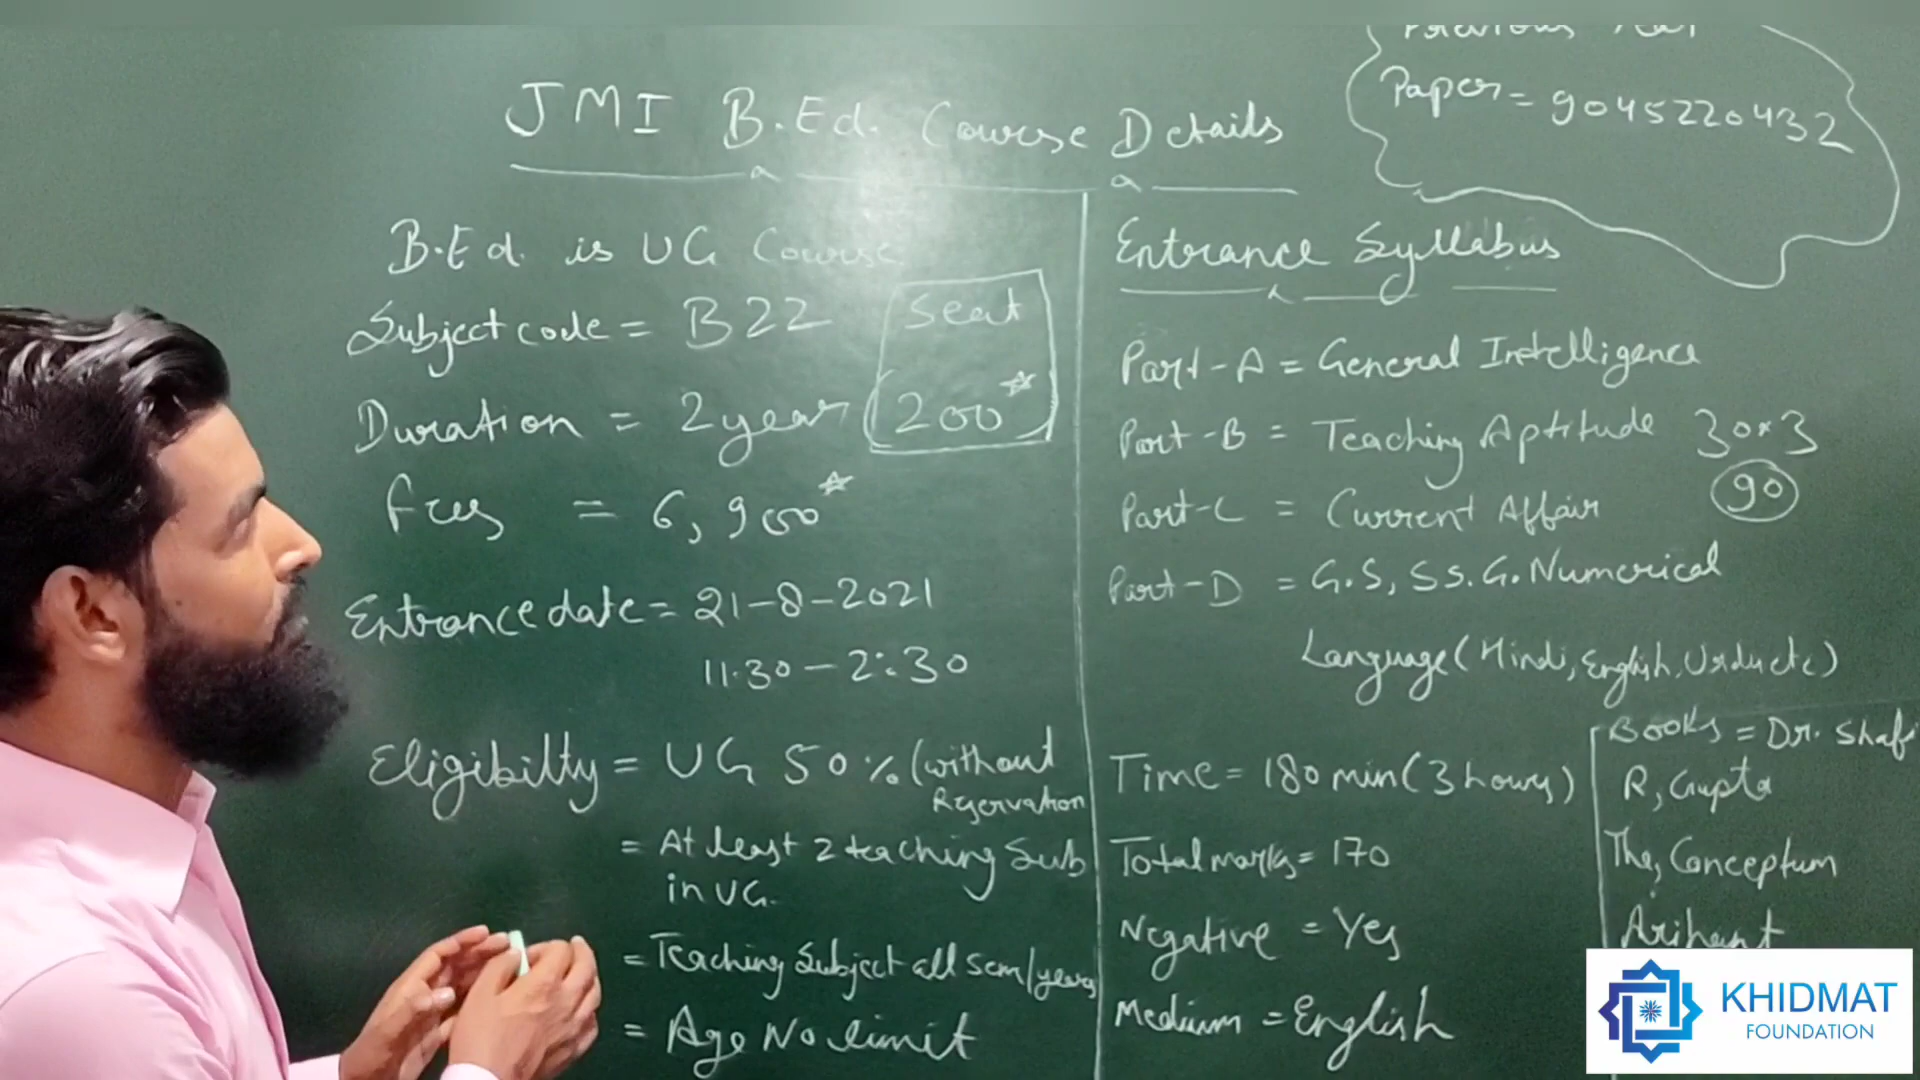 JMI B.Ed. Course Details
Paper = 9045220432
B.Ed. is UG Course
Subject code = B22
Seat
200*
Duration = 2 year
fees = 6,900*
Entrance date = 21-8-2021
11.30 - 2:30
Eligibilty = UG 50% (without
Reservation
= At least 2 teaching Sub
in UG.
= Teaching Subject all sem/years
= Age No limit
Entrance Syllabus
Part-A = General Intelligence
Part-B = Teaching Aptitude 30×3
90
Part-C = Current Affair
Part-D = G.S, S s. G. Numerical
Language (Hindi, English, Urdu etc)
Time = 180 min (3 hours)
Total marks = 170
Negative = Yes
Medium = English
Books = Dr. Shafi
R, Gupta
The, Conceptum
Arihant
KHIDMAT
FOUNDATION